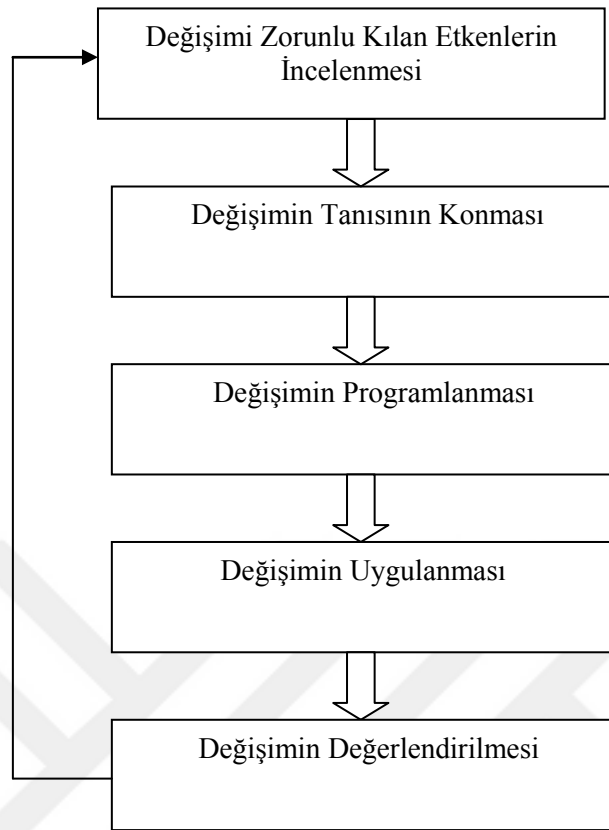 Değişimi Zorunlu Kılan Etkenlerin
İncelenmesi
Değişimin Tanısının Konması
Değişimin Programlanması
Değişimin Uygulanması
Değişimin Değerlendirilmesi